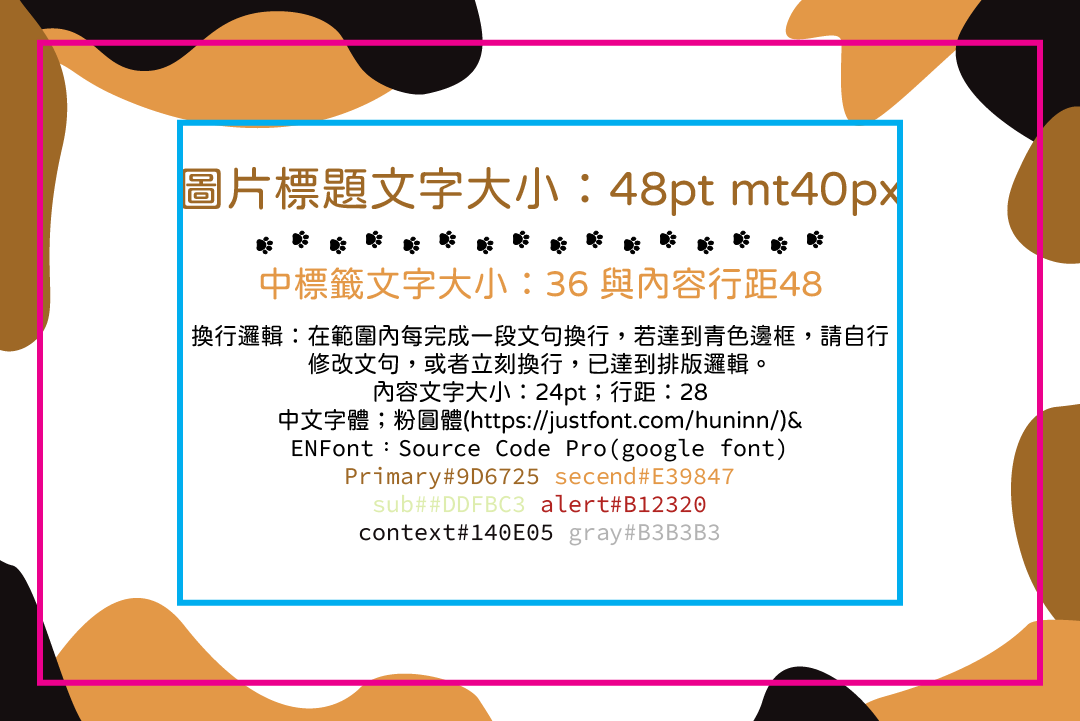 圖片標題文字大小：48pt mt40px
中標籤文字大小：36 與內容行距48
換行邏輯：在範圍內每完成一段文句換行，若達到青色邊框，請自行
修改文句，或者立刻換行，已達到排版邏輯。
內容文字大小：24pt；行距：28
中文字體；粉圓體(https://justfont.com/huninn/)&
ENFont：Source Code Pro(google font)
Primary#9D6725 secend#E39847
sub##DDFBC3 alert#B12320
context#140E05 gray#B3B3B3